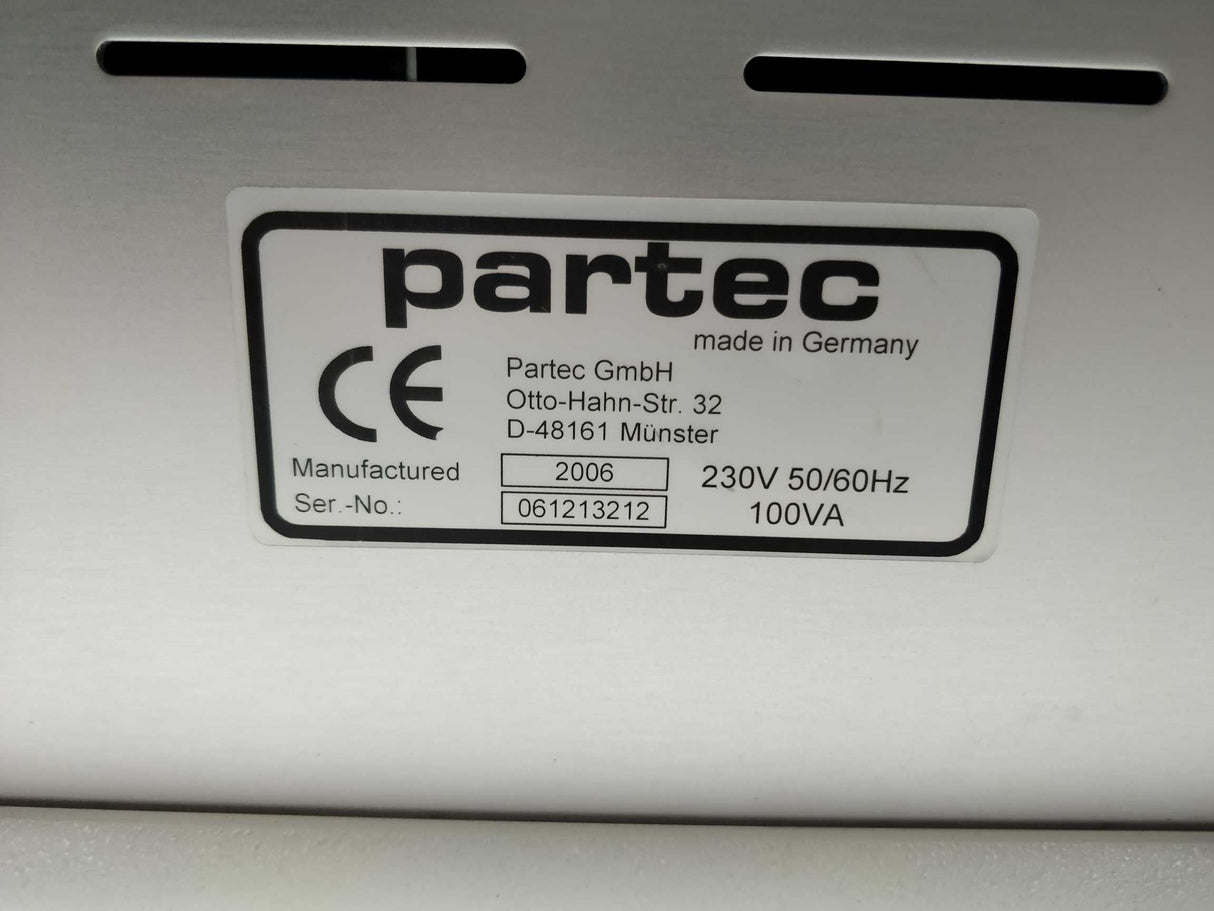 partec
made in Germany
CE
Partec GmbH
Otto-Hahn-Str. 32
D-48161 Münster
Manufactured 2006 230V 50/60Hz
Ser.-No.: 061213212 100VA